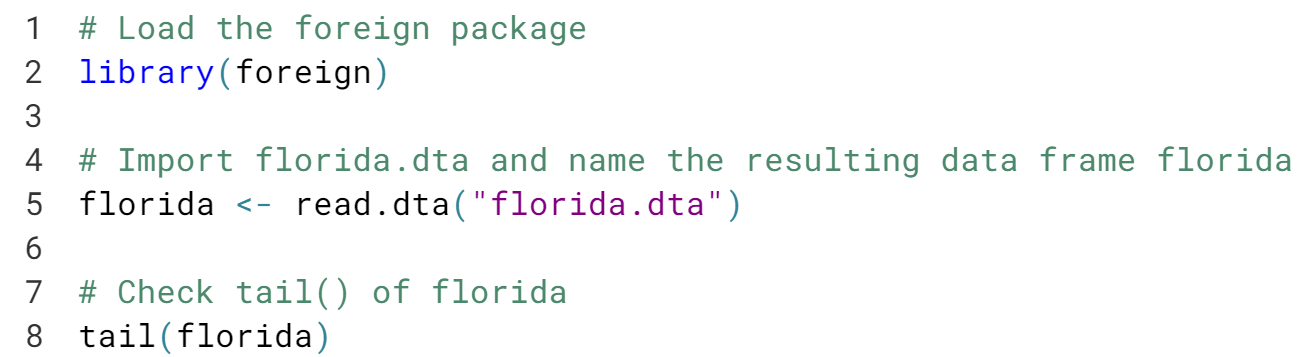 1 # Load the foreign package
2 library(foreign)
3
4 # Import florida.dta and name the resulting data frame florida
5 florida <- read.dta("florida.dta")
6
7 # Check tail() of florida
8 tail(florida)